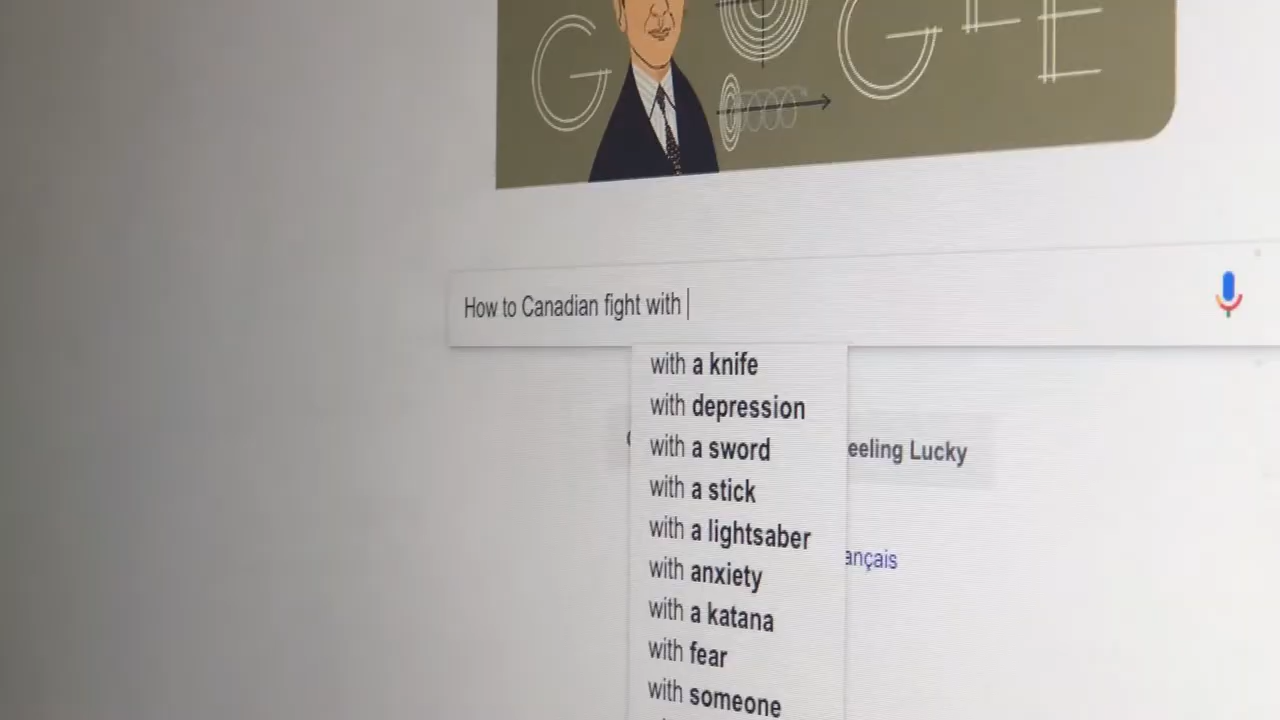 G O G L E
How to Canadian fight with
with a knife
with depression
with a sword
eeling Lucky
with a stick
with a lightsaber
ançais
with anxiety
with a katana
with fear
with someone